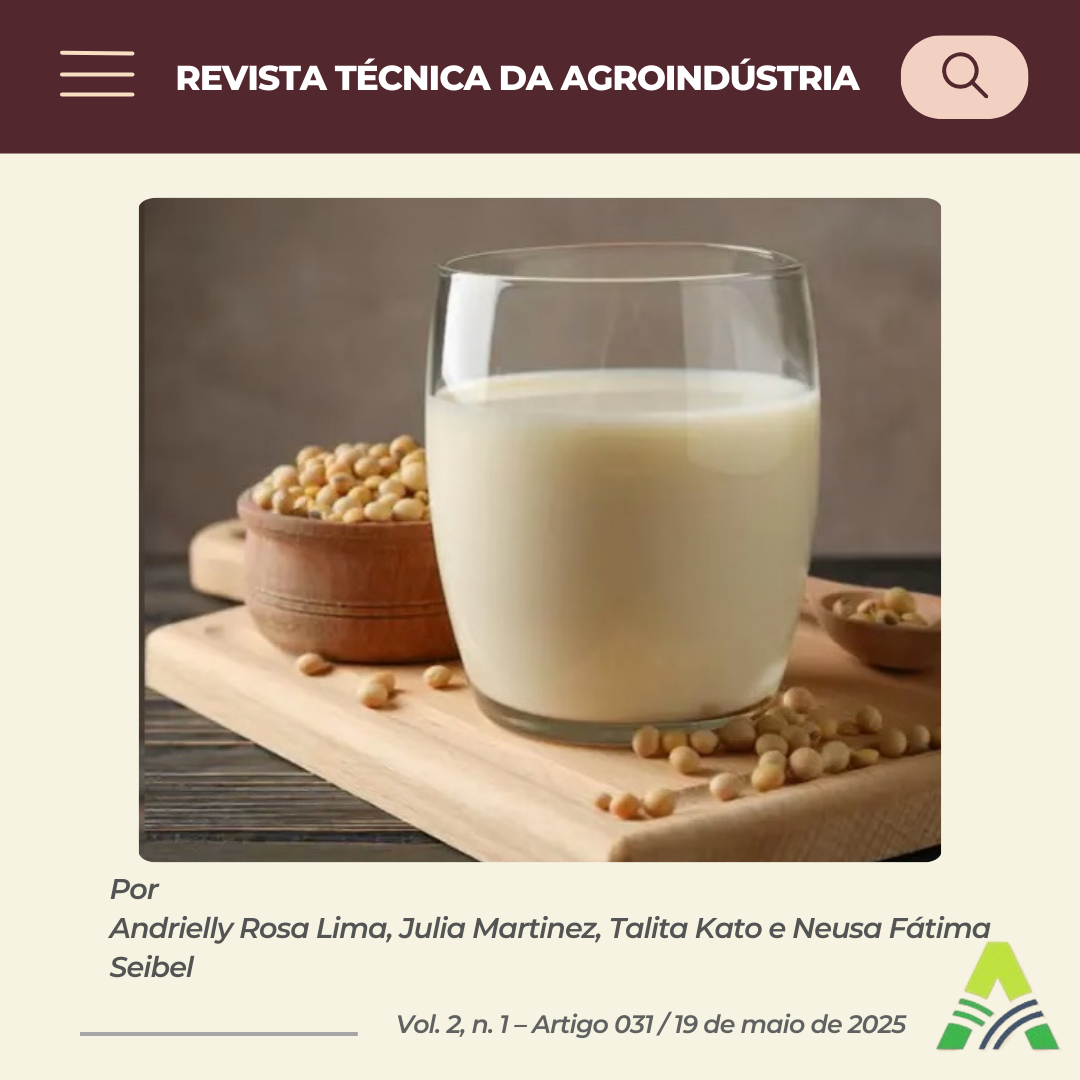 REVISTA TÉCNICA DA AGROINDÚSTRIA
Por
Andrielly Rosa Lima, Julia Martinez, Talita Kato e Neusa Fátima
Seibel
Vol. 2, n. 1 – Artigo 031 / 19 de maio de 2025